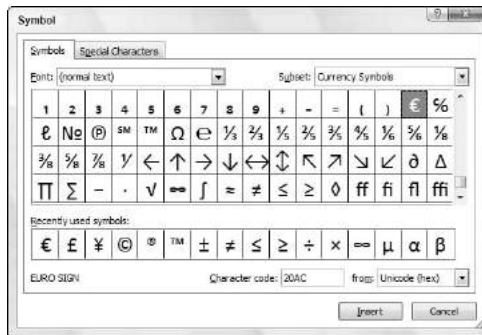 Symbol
Symbols Special Characters
Font: (normal text) Subset: Currency Symbols
1 2 3 4 5 6 7 8 9 + - = ( ) € %
ℓ № ℗ ℠ ™ Ω ℮ ⅓ ⅔ ⅕ ⅖ ⅗ ⅘ ⅙ ⅚ ⅛
⅜ ⅝ ⅞ ⅟ ← ↑ → ↓ ↔ ↕ ↖ ↗ ↘ ↙ ∂ ∆
∏ ∑ − ∙ √ ∞ ∫ ≈ ≠ ≤ ≥ ◊ ff fi fl ffi
Recently used symbols:
€ £ ¥ © ® ™ ± ≠ ≤ ≥ ÷ × ∞ µ α β
EURO SIGN Character code: 20AC from: Unicode (hex)
Insert Cancel